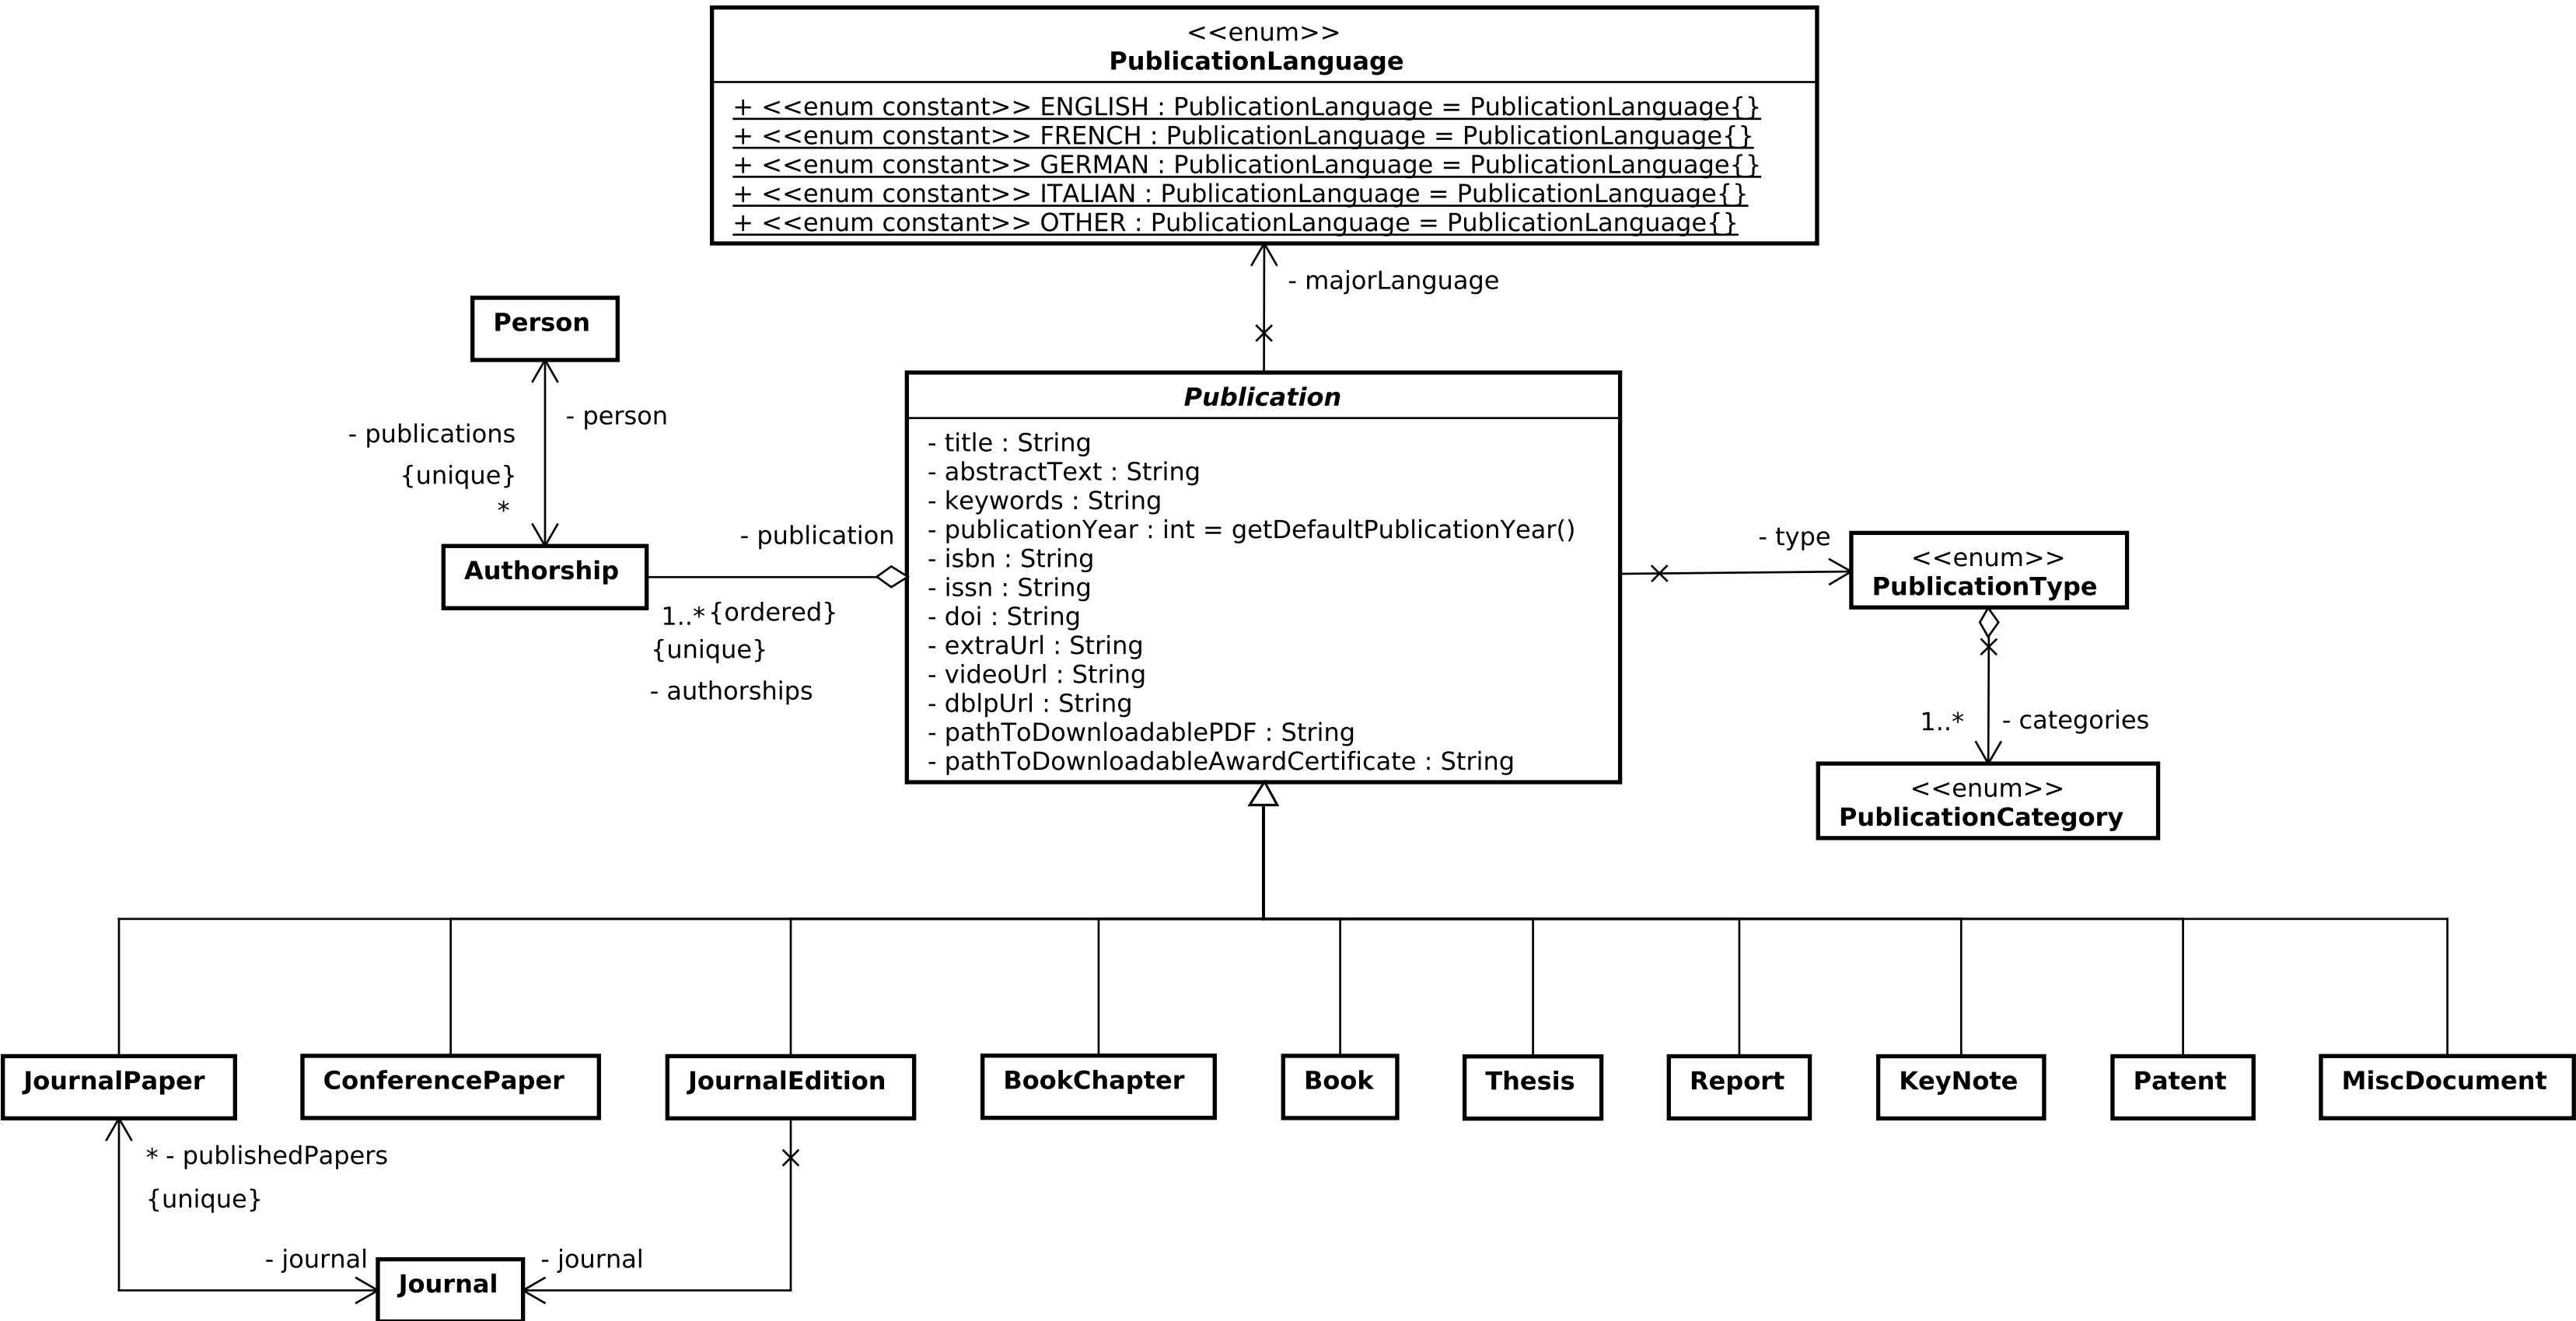 <<enum>>
PublicationLanguage
+ <<enum constant>> ENGLISH : PublicationLanguage = PublicationLanguage{}
+ <<enum constant>> FRENCH : PublicationLanguage = PublicationLanguage{}
+ <<enum constant>> GERMAN : PublicationLanguage = PublicationLanguage{}
+ <<enum constant>> ITALIAN : PublicationLanguage = PublicationLanguage{}
+ <<enum constant>> OTHER : PublicationLanguage = PublicationLanguage{}
- majorLanguage
Person
- person
- publications
{unique}
*
Authorship
- publication
1..* {ordered}
{unique}
- authorships
Publication
- title : String
- abstractText : String
- keywords : String
- publicationYear : int = getDefaultPublicationYear()
- isbn : String
- issn : String
- doi : String
- extraUrl : String
- videoUrl : String
- dblpUrl : String
- pathToDownloadablePDF : String
- pathToDownloadableAwardCertificate : String
- type
<<enum>>
PublicationType
1..* - categories
<<enum>>
PublicationCategory
JournalPaper
ConferencePaper
JournalEdition
BookChapter
Book
Thesis
Report
KeyNote
Patent
MiscDocument
* - publishedPapers
{unique}
- journal
- journal
Journal